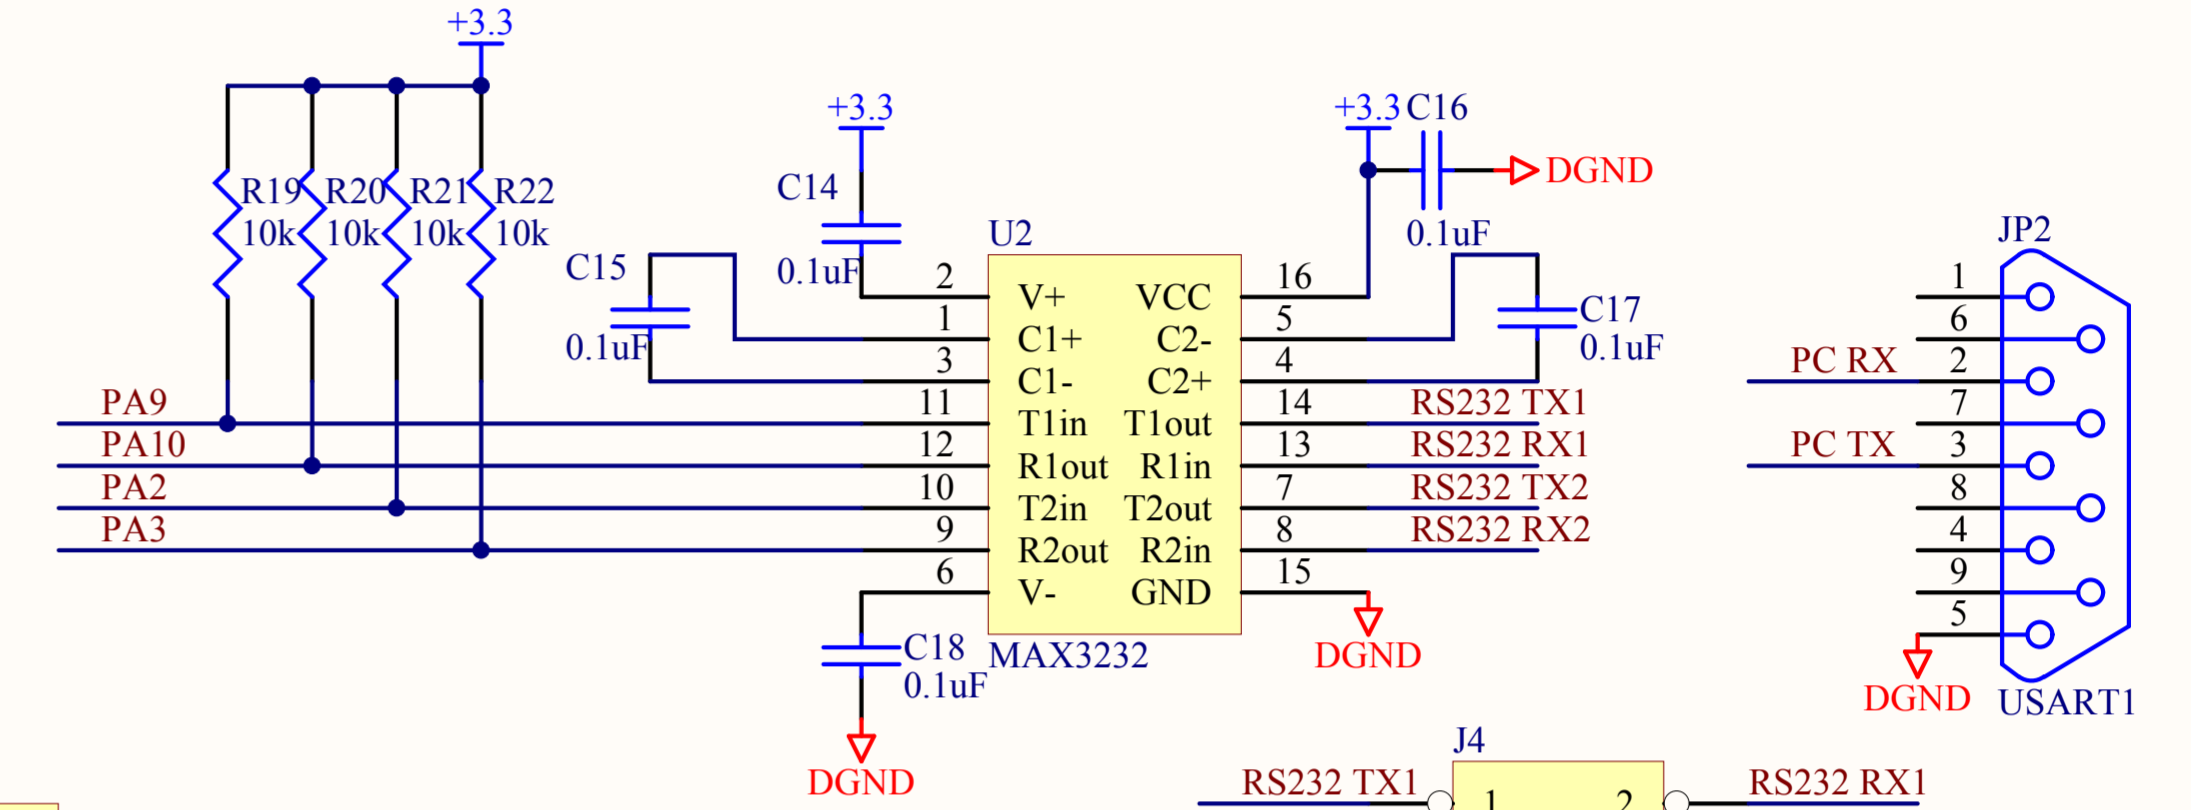 +3.3
R19
10k
R20
10k
R21
10k
R22
10k
PA9
PA10
PA2
PA3
C15
0.1uF
+3.3
C14
0.1uF
U2
2 V+ VCC 16
1 C1+ C2- 5
3 C1- C2+ 4
11 T1in T1out 14
12 R1out R1in 13
10 T2in T2out 7
9 R2out R2in 8
6 V- GND 15
MAX3232
C18
0.1uF
DGND
+3.3 C16
0.1uF
DGND
C17
0.1uF
RS232 TX1
RS232 RX1
RS232 TX2
RS232 RX2
DGND
JP2
1
6
PC RX 2
7
PC TX 3
8
4
9
5
DGND
USART1
J4
RS232 TX1 1 2 RS232 RX1